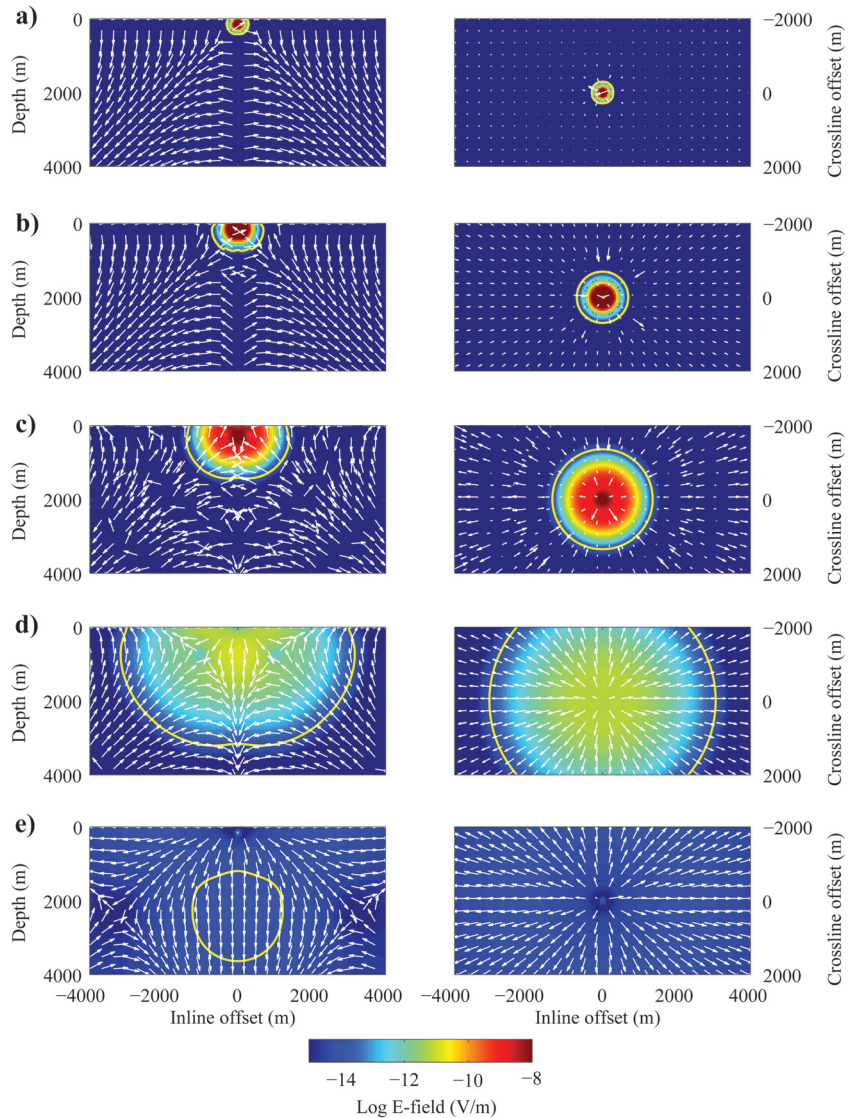 a)
0
2000
4000
Depth (m)
−2000
0
2000
Crossline offset (m)
b)
0
2000
4000
Depth (m)
−2000
0
2000
Crossline offset (m)
c)
0
2000
4000
Depth (m)
−2000
0
2000
Crossline offset (m)
d)
0
2000
4000
Depth (m)
−2000
0
2000
Crossline offset (m)
e)
0
2000
4000
Depth (m)
−2000
0
2000
Crossline offset (m)
−4000 −2000 0 2000 4000
Inline offset (m)
−4000 −2000 0 2000 4000
Inline offset (m)
−14 −12 −10 −8
Log E-field (V/m)